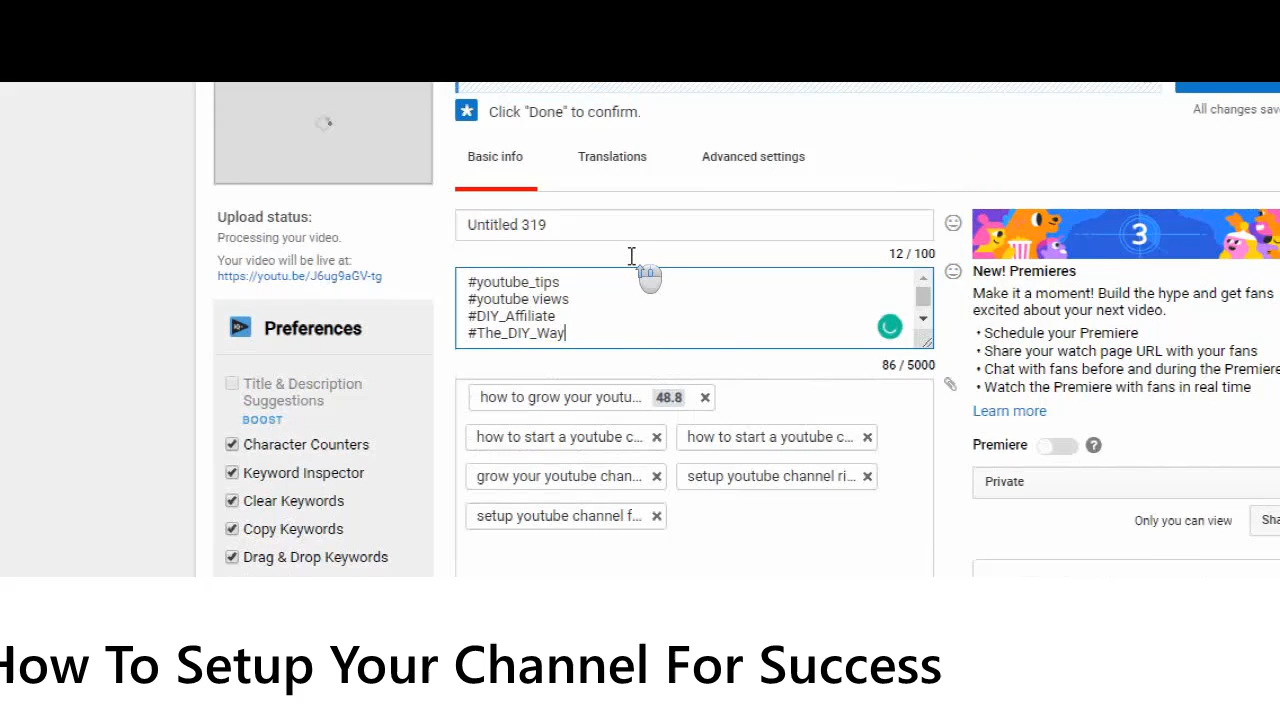 Click "Done" to confirm.
All changes save
Basic info
Translations
Advanced settings
Upload status:
Processing your video.
Your video will be live at:
https://youtu.be/J6ug9aGV-tg
Untitled 319
12 / 100
#youtube_tips
#youtube views
#DIY_Affiliate
#The_DIY_Way
86 / 5000
3
New! Premieres
Make it a moment! Build the hype and get fans
excited about your next video.
• Schedule your Premiere
• Share your watch page URL with your fans
• Chat with fans before and during the Premiere
• Watch the Premiere with fans in real time
Learn more
Premiere
?
Private
Only you can view
Sha
Preferences
Title & Description
Suggestions
BOOST
Character Counters
Keyword Inspector
Clear Keywords
Copy Keywords
Drag & Drop Keywords
how to grow your youtu... 48.8
how to start a youtube c...
how to start a youtube c...
grow your youtube chan...
setup youtube channel ri...
setup youtube channel f...
How To Setup Your Channel For Success